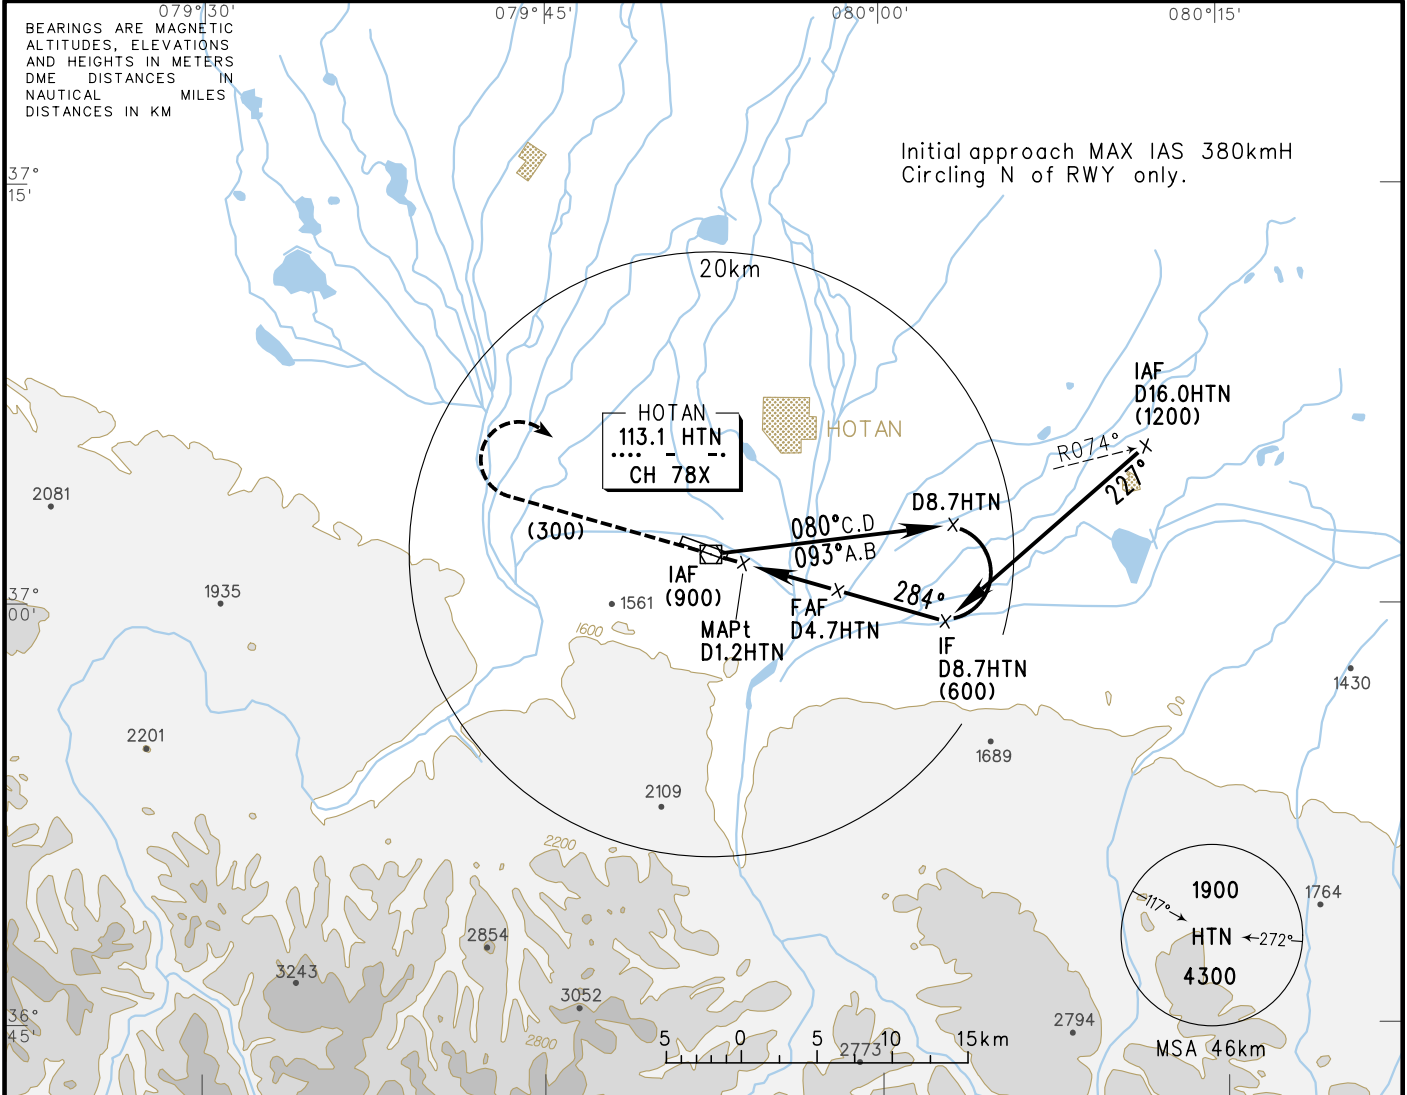 079°30'
079°45'
080°00'
080°15'
BEARINGS ARE MAGNETIC
ALTITUDES, ELEVATIONS
AND HEIGHTS IN METERS
DME DISTANCES IN
NAUTICAL MILES
DISTANCES IN KM
Initial approach MAX IAS 380kmH
Circling N of RWY only.
37°
15'
20km
IAF
D16.0HTN
(1200)
HOTAN
113.1 HTN
CH 78X
HOTAN
R074°
227°
2081
D8.7HTN
080°C.D
093°A.B
(300)
IAF
(900)
284°
FAF
D4.7HTN
MAPt
D1.2HTN
IF
D8.7HTN
(600)
37°
00'
1935
1561
1600
1430
2201
1689
2109
2200
1900
HTN
4300
117°
272°
MSA 46km
1764
2854
3243
3052
2800
2794
2773
36°
45'
5 0 5 10 15km